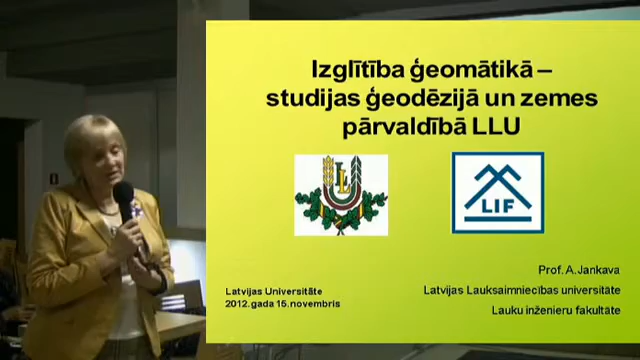 Izglītība ģeomātikā –
studijas ģeodēzijā un zemes
pārvaldībā LLU
LLU
LIF
Prof. A.Jankava
Latvijas Universitāte
Latvijas Lauksaimniecības universitāte
2012.gada 15.novembris
Lauku inženieru fakultāte